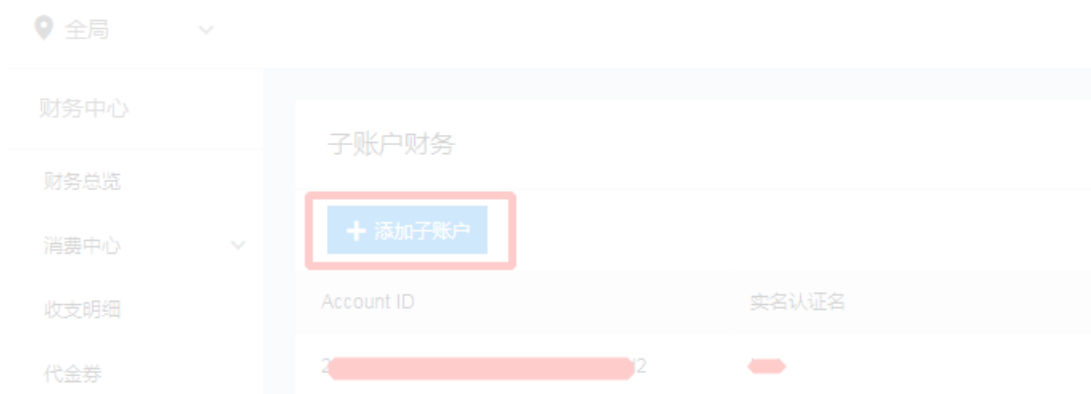 全局
财务中心
子账户财务
财务总览
添加子账户
消费中心
收支明细
Account ID 实名认证名
代金券
2 2